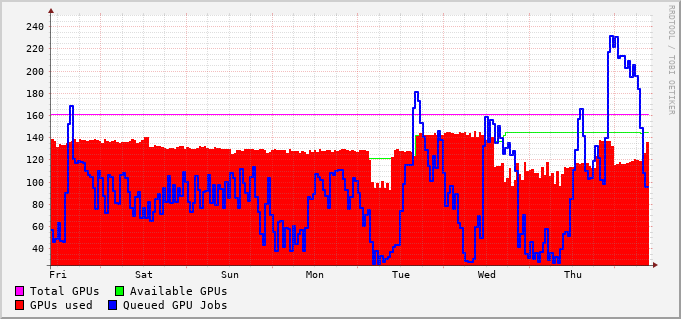 RRDTOOL / TOBI OETIKER
240
220
200
180
160
140
120
100
80
60
40
Fri Sat Sun Mon Tue Wed Thu
Total GPUs Available GPUs
GPUs used Queued GPU Jobs